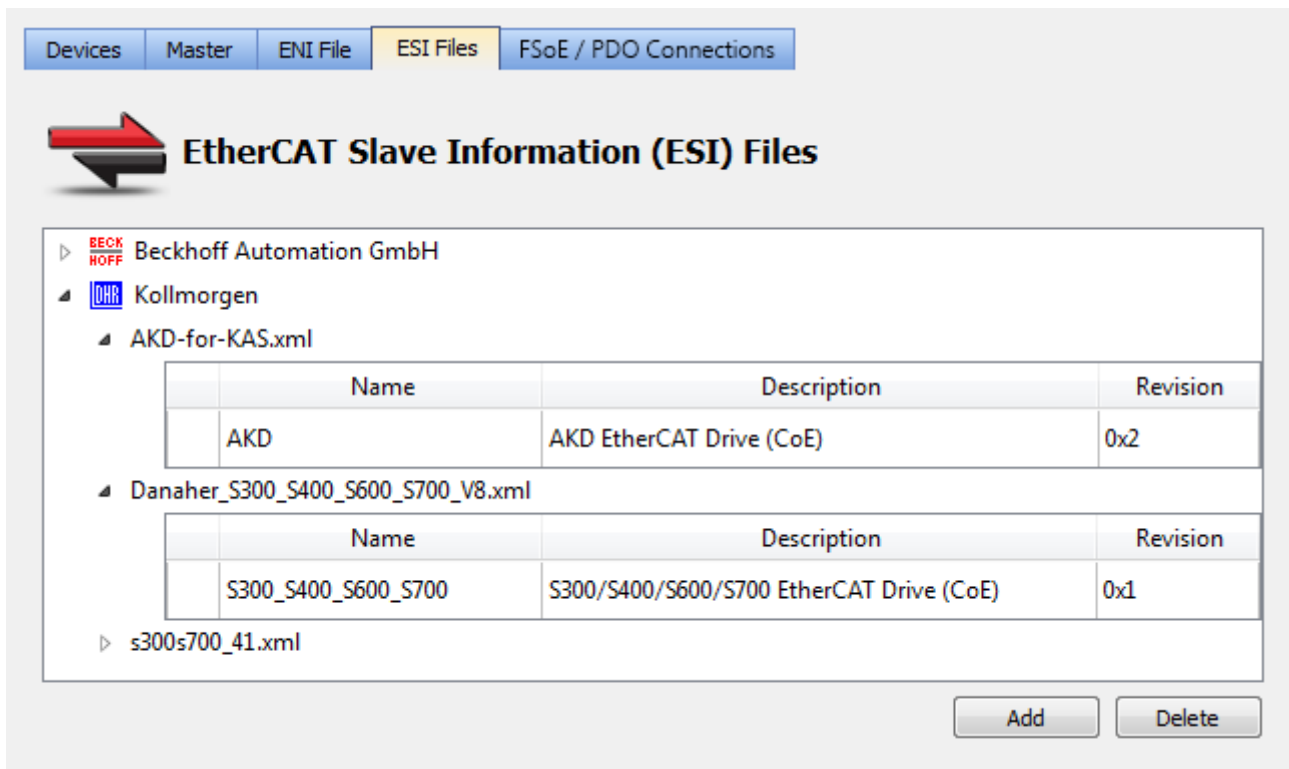 Devices Master ENI File ESI Files FSoE / PDO Connections
EtherCAT Slave Information (ESI) Files
BECK
HOFF Beckhoff Automation GmbH
DHR Kollmorgen
AKD-for-KAS.xml
Name Description Revision
AKD AKD EtherCAT Drive (CoE) 0x2
Danaher_S300_S400_S600_S700_V8.xml
Name Description Revision
S300_S400_S600_S700 S300/S400/S600/S700 EtherCAT Drive (CoE) 0x1
s300s700_41.xml
Add Delete